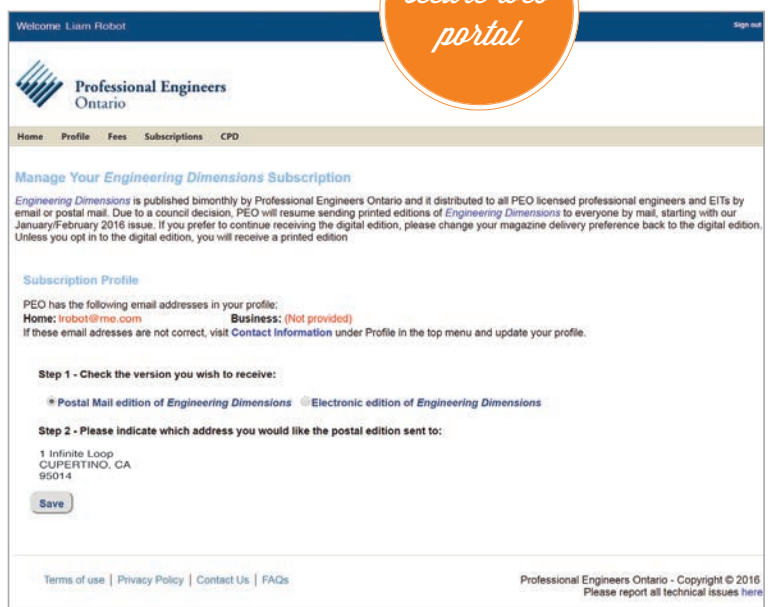 portal
Welcome Liam Robot
Sign out
Professional Engineers
Ontario
Home Profile Fees Subscriptions CPD
Manage Your Engineering Dimensions Subscription
Engineering Dimensions is published bimonthly by Professional Engineers Ontario and it distributed to all PEO licensed professional engineers and EITs by
email or postal mail. Due to a council decision, PEO will resume sending printed editions of Engineering Dimensions to everyone by mail, starting with our
January/February 2016 issue. If you prefer to continue receiving the digital edition, please change your magazine delivery preference back to the digital edition.
Unless you opt in to the digital edition, you will receive a printed edition
Subscription Profile
PEO has the following email addresses in your profile:
Home: lrobot@me.com Business: (Not provided)
If these email adresses are not correct, visit Contact Information under Profile in the top menu and update your profile.
Step 1 - Check the version you wish to receive:
Postal Mail edition of Engineering Dimensions Electronic edition of Engineering Dimensions
Step 2 - Please indicate which address you would like the postal edition sent to:
1 Infinite Loop
CUPERTINO, CA
95014
Save
Terms of use | Privacy Policy | Contact Us | FAQs
Professional Engineers Ontario - Copyright © 2016
Please report all technical issues here